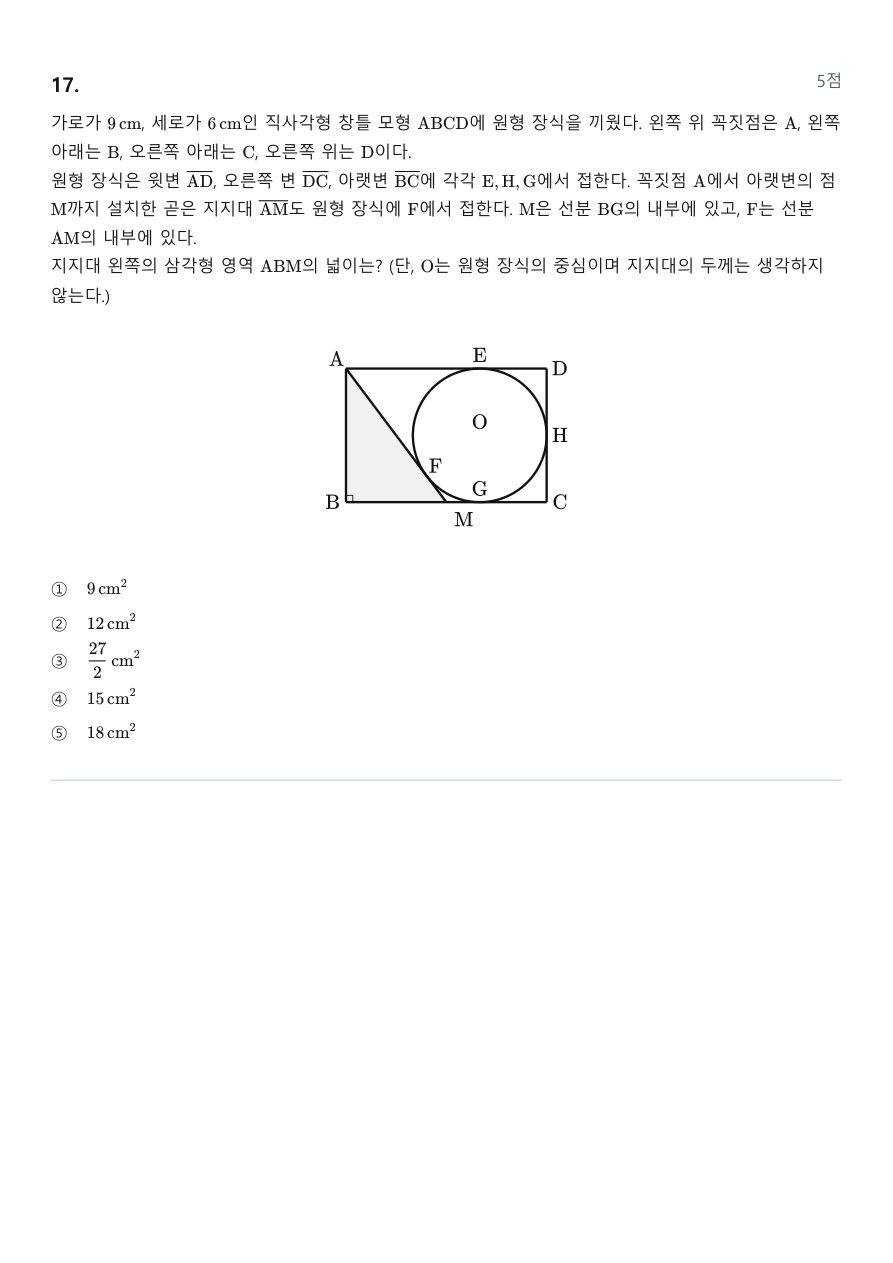 17.
5점
가로가 9 cm, 세로가 6 cm인 직사각형 창틀 모형 ABCD에 원형 장식을 끼웠다. 왼쪽 위 꼭짓점은 A, 왼쪽
아래는 B, 오른쪽 아래는 C, 오른쪽 위는 D이다.
원형 장식은 윗변 A̅D̅, 오른쪽 변 D̅C̅, 아랫변 B̅C̅에 각각 E, H, G에서 접한다. 꼭짓점 A에서 아랫변의 점
M까지 설치한 곧은 지지대 A̅M̅도 원형 장식에 F에서 접한다. M은 선분 BG의 내부에 있고, F는 선분
AM의 내부에 있다.
지지대 왼쪽의 삼각형 영역 ABM의 넓이는? (단, O는 원형 장식의 중심이며 지지대의 두께는 생각하지
않는다.)
A
E
D
O
H
F
G
B
C
M
① 9 cm²
② 12 cm²
③ 27/2 cm²
④ 15 cm²
⑤ 18 cm²